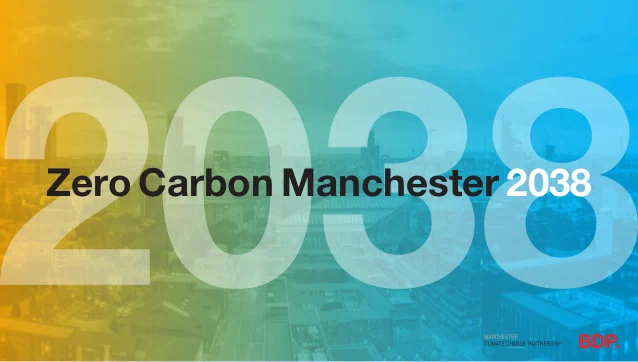 2038
Zero Carbon Manchester 2038
MANCHESTER
CLIMATE CHANGE PARTNERSHIP
BDP.